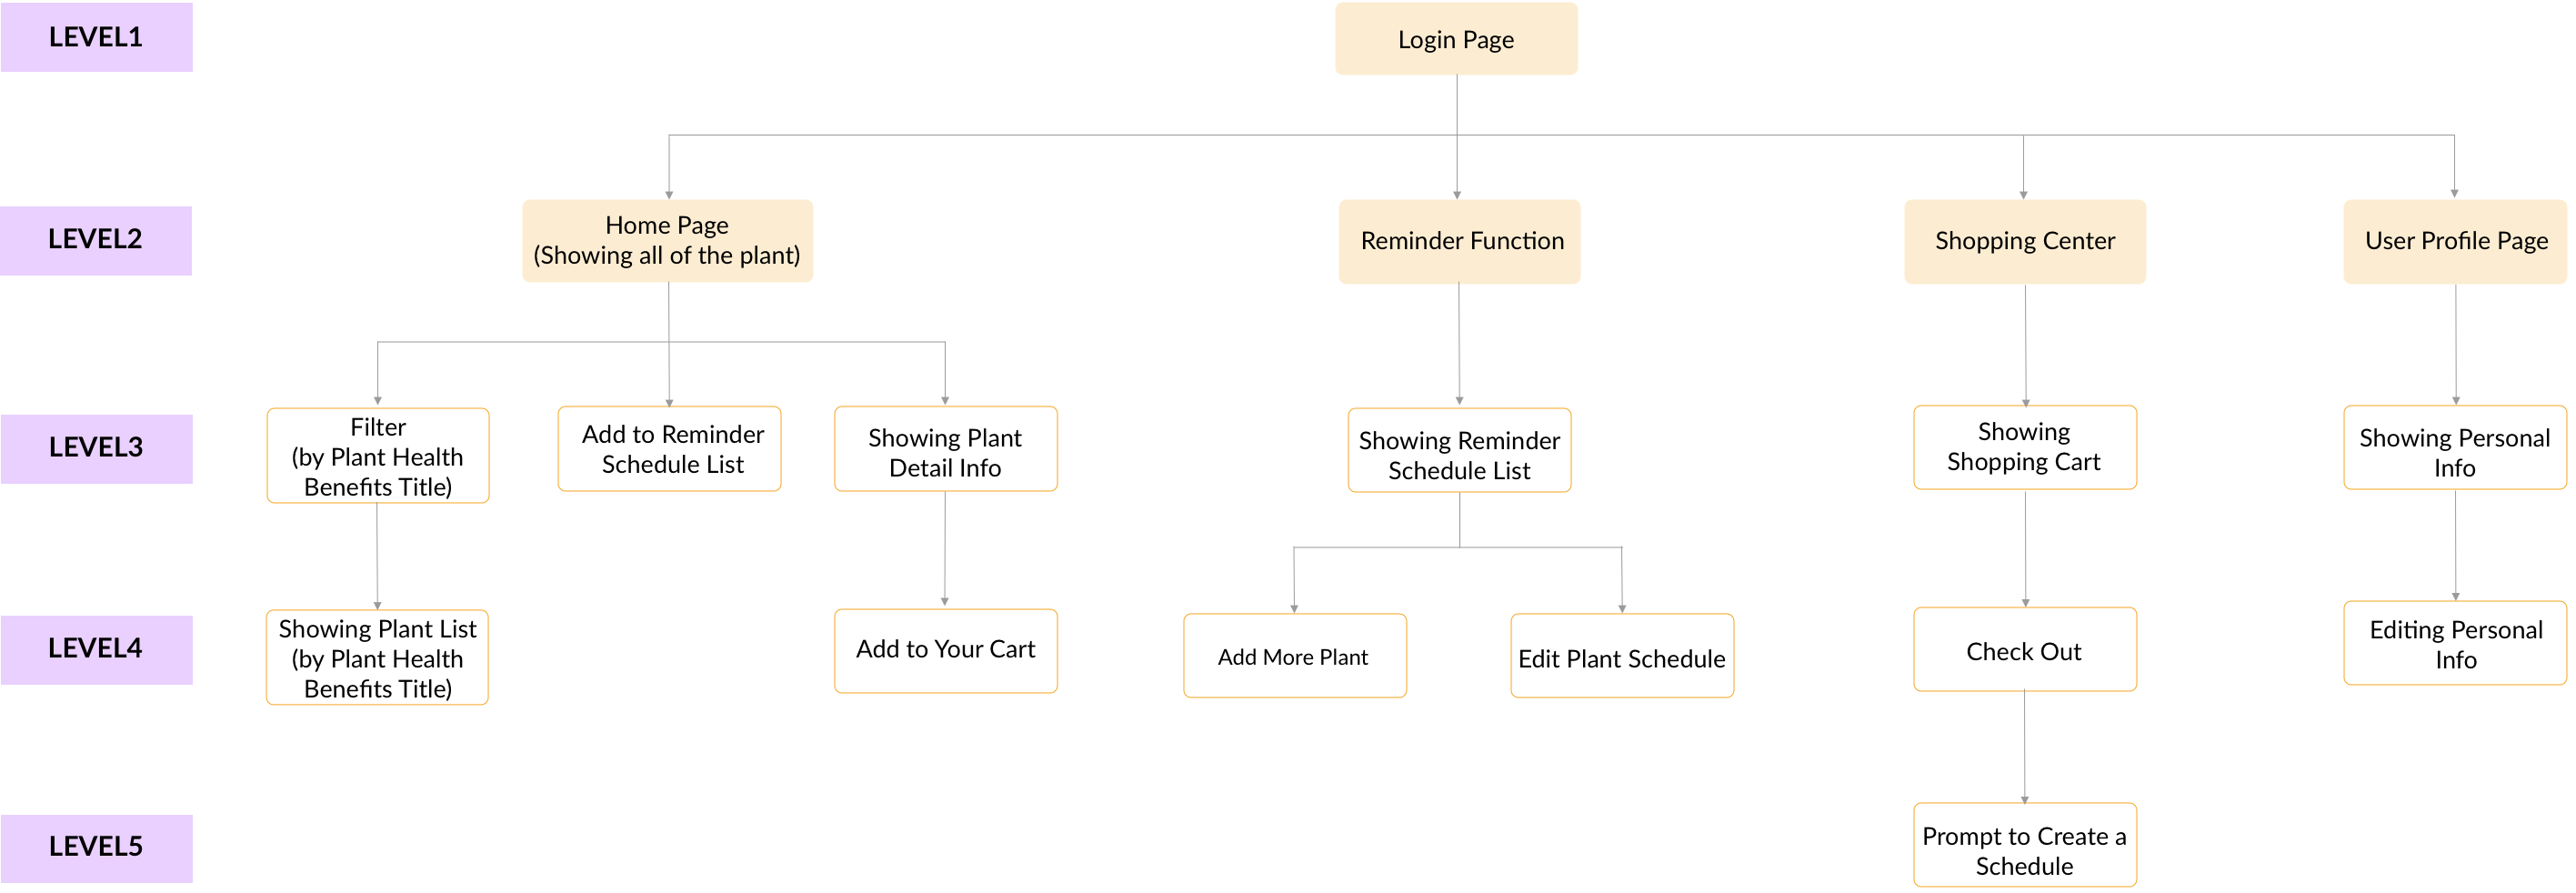 LEVEL1
Login Page
LEVEL2
Home Page
(Showing all of the plant)
Reminder Function
Shopping Center
User Profile Page
LEVEL3
Filter
(by Plant Health
Benefits Title)
Add to Reminder
Schedule List
Showing Plant
Detail Info
Showing Reminder
Schedule List
Showing
Shopping Cart
Showing Personal
Info
LEVEL4
Showing Plant List
(by Plant Health
Benefits Title)
Add to Your Cart
Add More Plant
Edit Plant Schedule
Check Out
Editing Personal
Info
LEVEL5
Prompt to Create a
Schedule